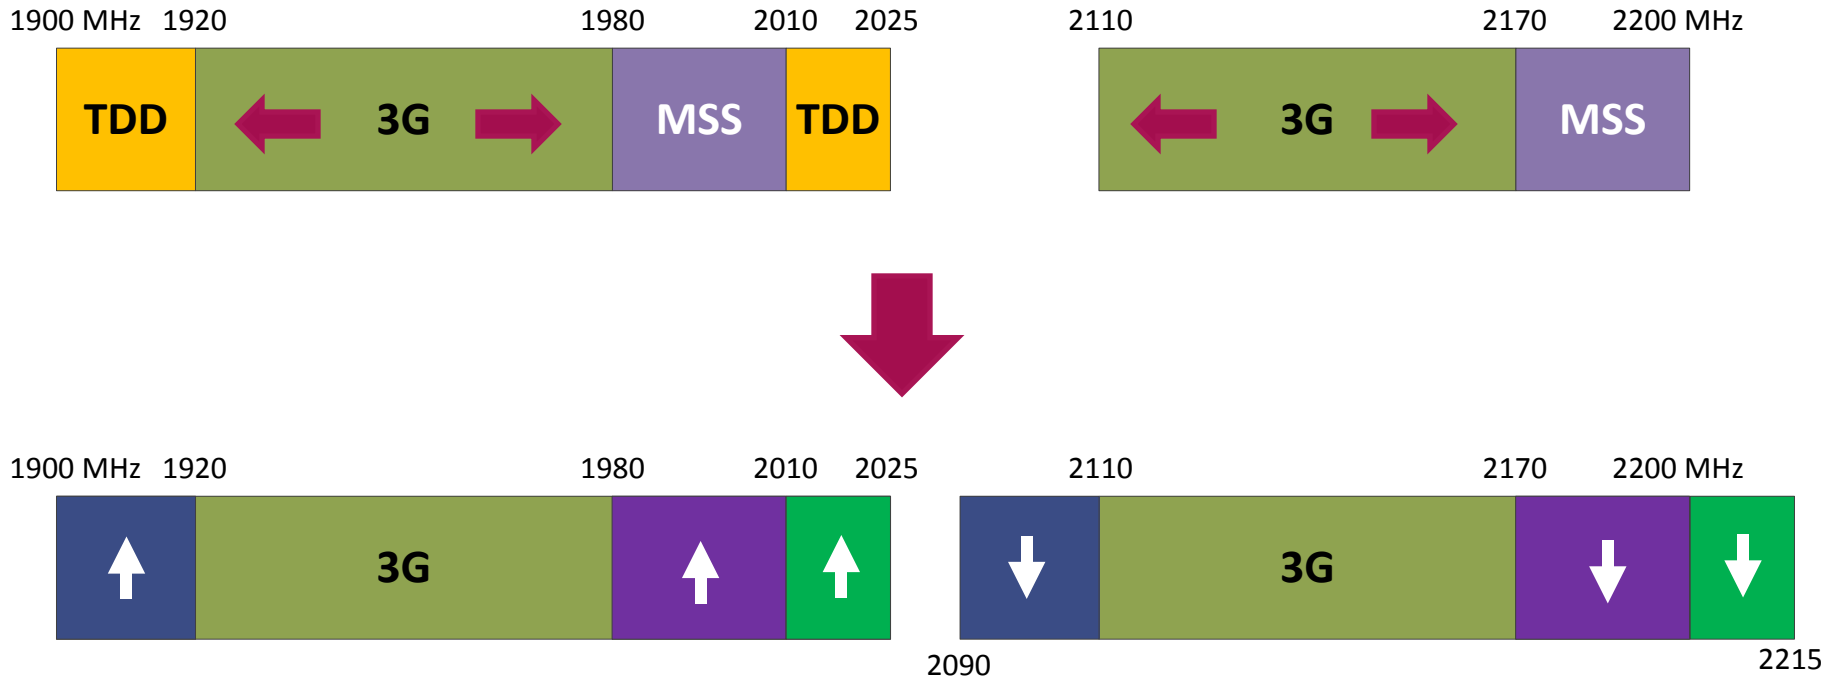 1900 MHz 1920 1980 2010 2025 2110 2170 2200 MHz
TDD 3G MSS TDD 3G MSS
1900 MHz 1920 1980 2010 2025 2110 2170 2200 MHz
3G 3G
2090 2215